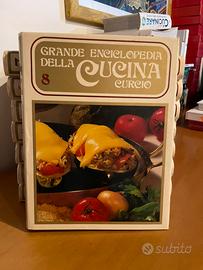 GRANDE ENCICLOPEDIA
DELLA CUCINA
8
CURCIO
subito